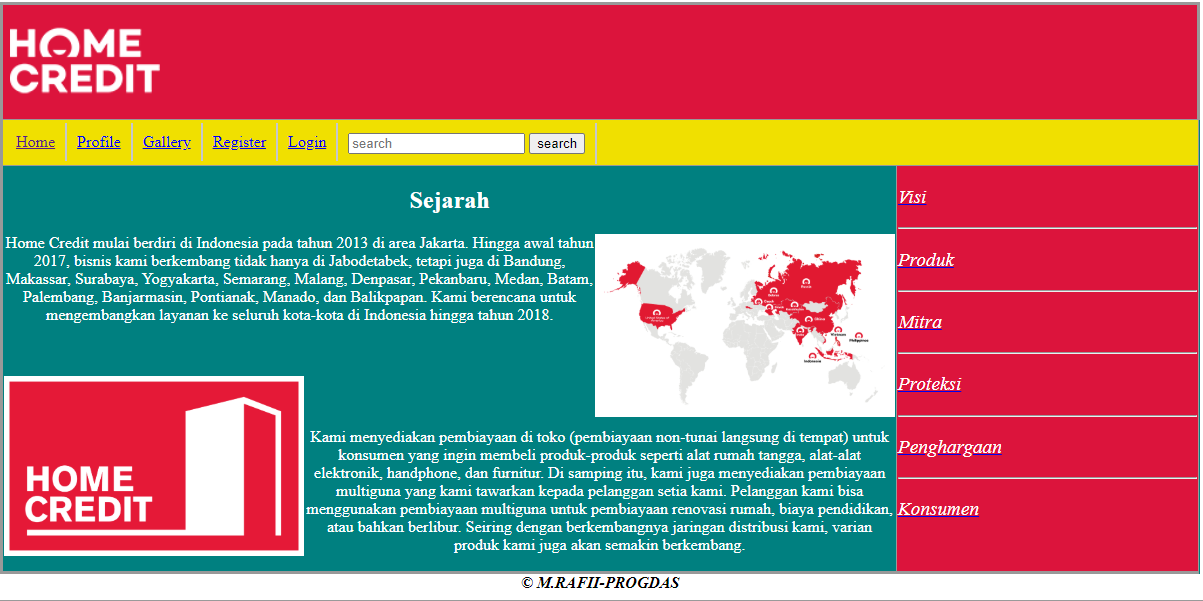 HOME
CREDIT
Home Profile Gallery Register Login search search
Sejarah
Home Credit mulai berdiri di Indonesia pada tahun 2013 di area Jakarta. Hingga awal tahun
2017, bisnis kami berkembang tidak hanya di Jabodetabek, tetapi juga di Bandung,
Makassar, Surabaya, Yogyakarta, Semarang, Malang, Denpasar, Pekanbaru, Medan, Batam,
Palembang, Banjarmasin, Pontianak, Manado, dan Balikpapan. Kami berencana untuk
mengembangkan layanan ke seluruh kota-kota di Indonesia hingga tahun 2018.
Philippines
Indonesia
HOME
CREDIT
Kami menyediakan pembiayaan di toko (pembiayaan non-tunai langsung di tempat) untuk
konsumen yang ingin membeli produk-produk seperti alat rumah tangga, alat-alat
elektronik, handphone, dan furnitur. Di samping itu, kami juga menyediakan pembiayaan
multiguna yang kami tawarkan kepada pelanggan setia kami. Pelanggan kami bisa
menggunakan pembiayaan multiguna untuk pembiayaan renovasi rumah, biaya pendidikan,
atau bahkan berlibur. Seiring dengan berkembangnya jaringan distribusi kami, varian
produk kami juga akan semakin berkembang.
Visi
Produk
Mitra
Proteksi
Penghargaan
Konsumen
© M.RAFII-PROGDAS